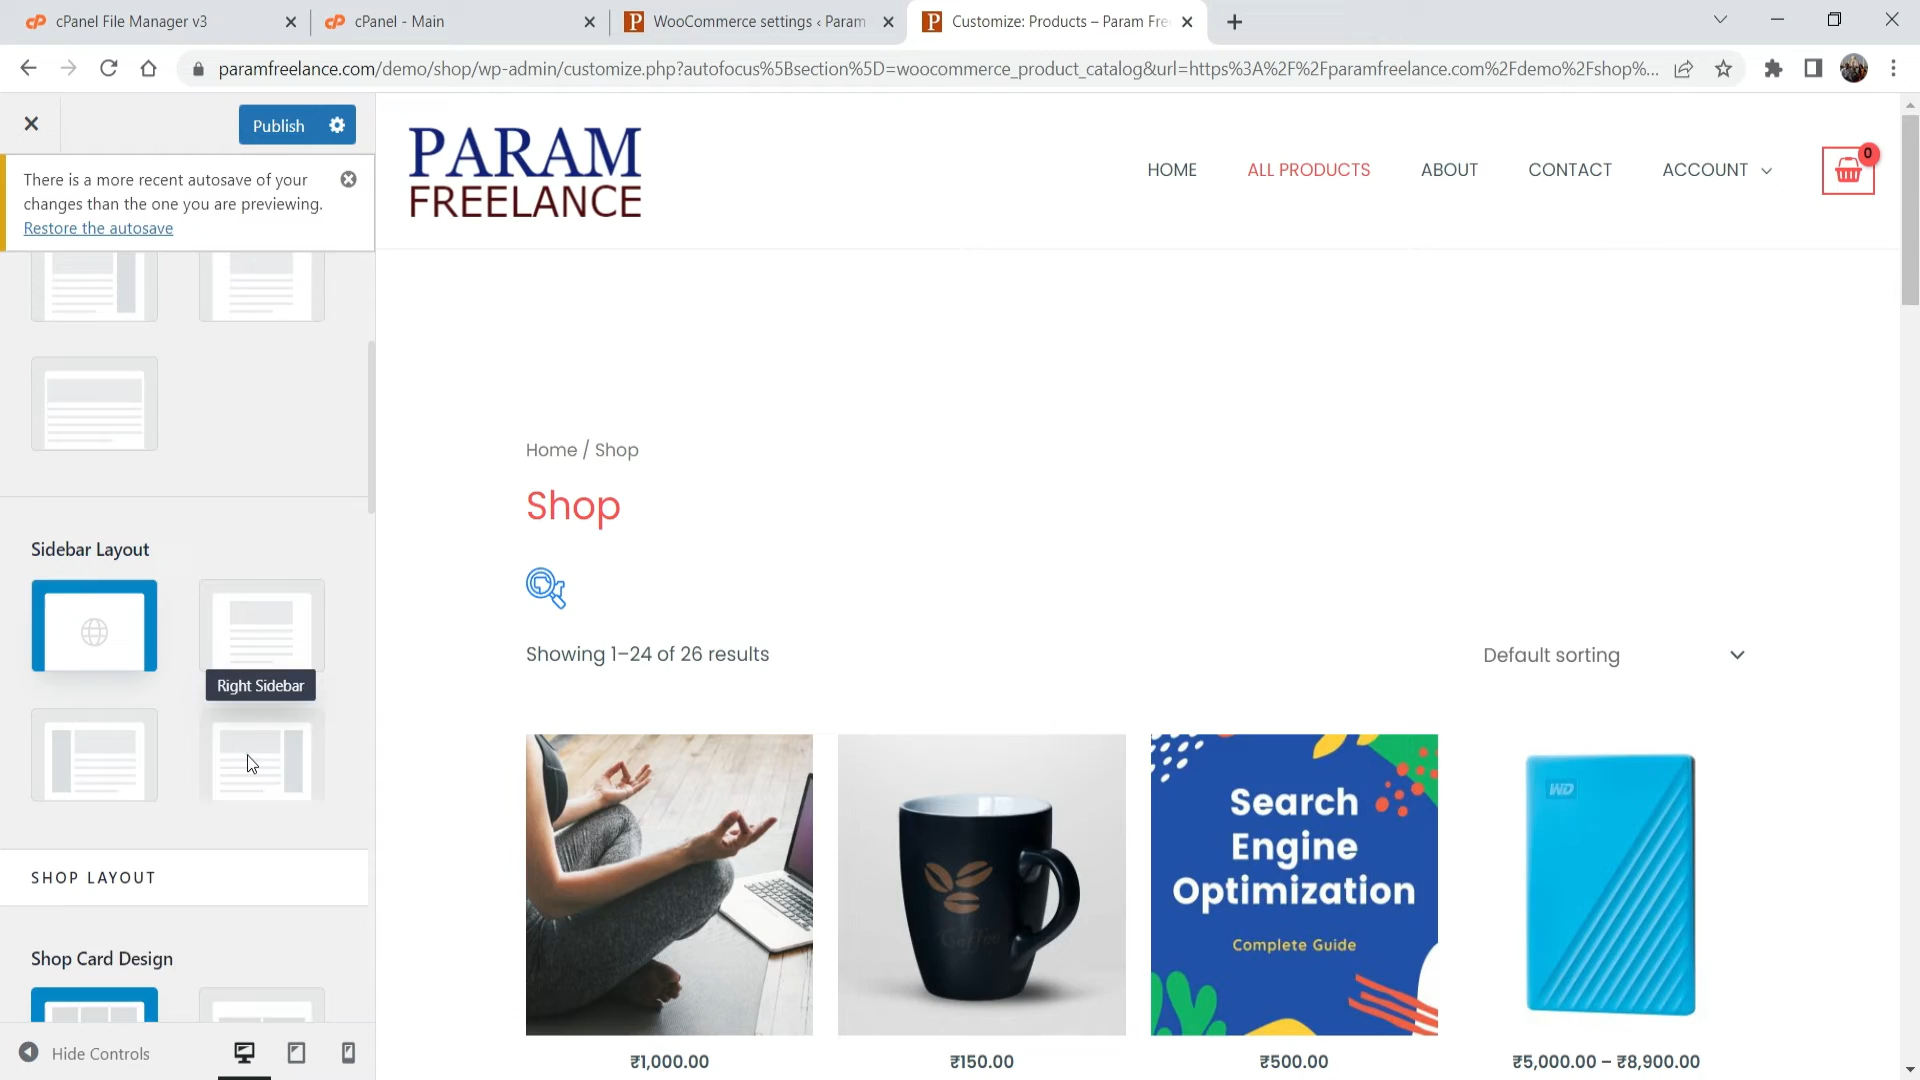 cPanel File Manager v3
cPanel - Main
WooCommerce settings ‹ Param
Customize: Products – Param Fre
paramfreelance.com/demo/shop/wp-admin/customize.php?autofocus%5Bsection%5D=woocommerce_product_catalog&url=https%3A%2F%2Fparamfreelance.com%2Fdemo%2Fshop%...
Publish
There is a more recent autosave of your
changes than the one you are previewing.
Restore the autosave
Sidebar Layout
Right Sidebar
SHOP LAYOUT
Shop Card Design
Hide Controls
PARAM
FREELANCE
HOME
ALL PRODUCTS
ABOUT
CONTACT
ACCOUNT
0
Home / Shop
Shop
Showing 1–24 of 26 results
Default sorting
Coffee
Search
Engine
Optimization
Complete Guide
WD
₹1,000.00
₹150.00
₹500.00
₹5,000.00 – ₹8,900.00